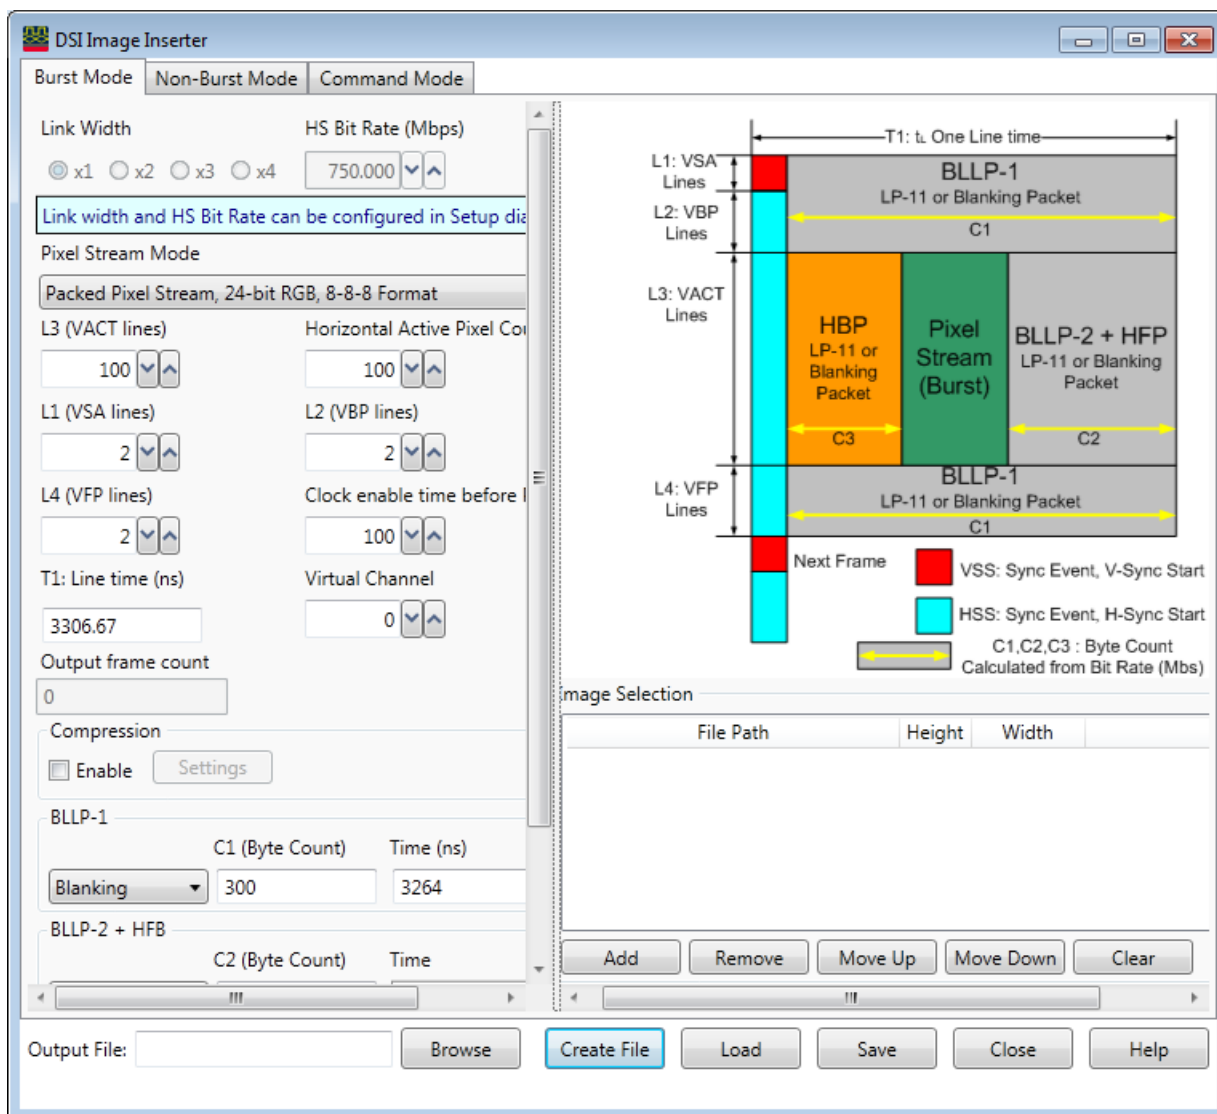 DSI Image Inserter
Burst Mode
Non-Burst Mode
Command Mode
Link Width
HS Bit Rate (Mbps)
x1
x2
x3
x4
750.000
Link width and HS Bit Rate can be configured in Setup dia
Pixel Stream Mode
Packed Pixel Stream, 24-bit RGB, 8-8-8 Format
L3 (VACT lines)
Horizontal Active Pixel Cou
100
100
L1 (VSA lines)
L2 (VBP lines)
2
2
L4 (VFP lines)
Clock enable time before
2
100
T1: Line time (ns)
Virtual Channel
3306.67
0
Output frame count
0
Compression
Enable
Settings
BLLP-1
C1 (Byte Count)
Time (ns)
Blanking
300
3264
BLLP-2 + HFB
C2 (Byte Count)
Time
T1: tL One Line time
L1: VSA
Lines
BLLP-1
LP-11 or Blanking Packet
C1
L2: VBP
Lines
L3: VACT
Lines
HBP
LP-11 or
Blanking
Packet
C3
Pixel
Stream
(Burst)
BLLP-2 + HFP
LP-11 or Blanking
Packet
C2
L4: VFP
Lines
BLLP-1
LP-11 or Blanking Packet
C1
Next Frame
VSS: Sync Event, V-Sync Start
HSS: Sync Event, H-Sync Start
C1,C2,C3 : Byte Count
Calculated from Bit Rate (Mbs)
mage Selection
File Path
Height
Width
Add
Remove
Move Up
Move Down
Clear
Output File:
Browse
Create File
Load
Save
Close
Help